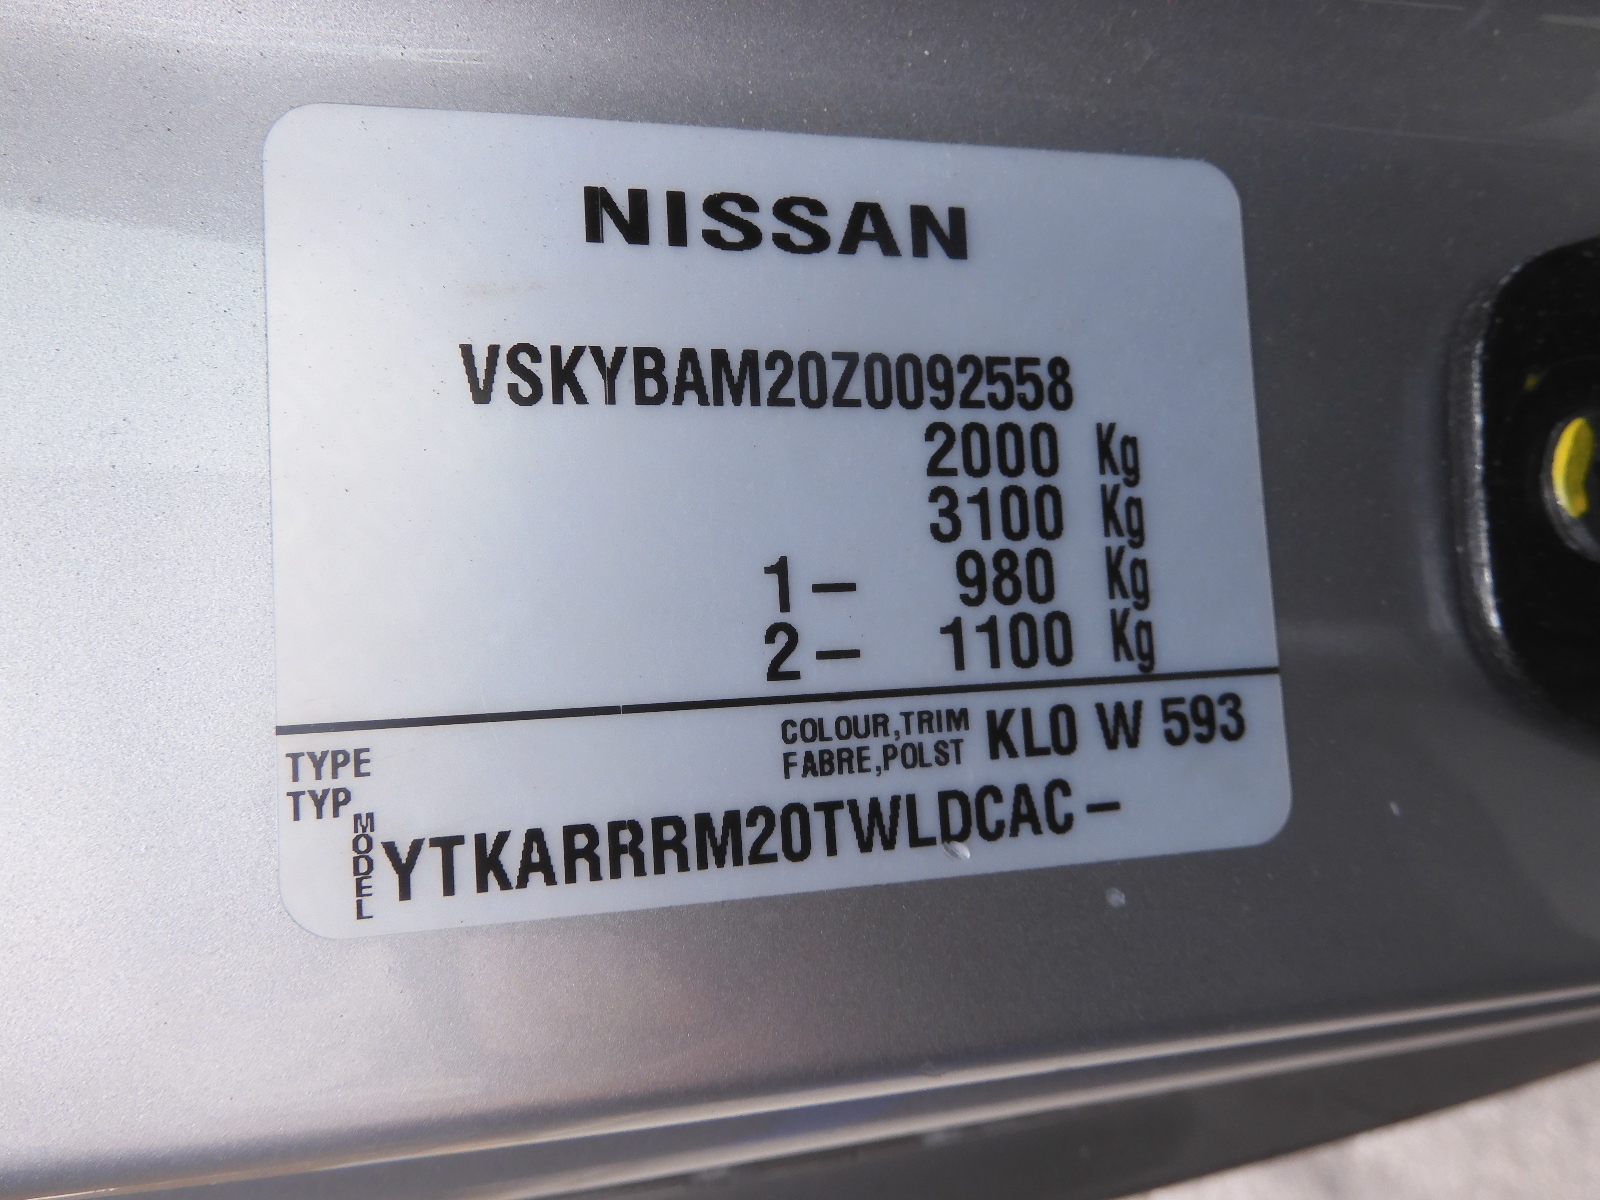 NISSAN
VSKYBAM20Z0092558
2000 Kg
3100 Kg
1 – 980 Kg
2 – 1100 Kg
COLOUR,TRIM KL0 W 593
FABRE,POLST
TYPE
TYP
MODEL YTKARRRM20TWLDCAC –